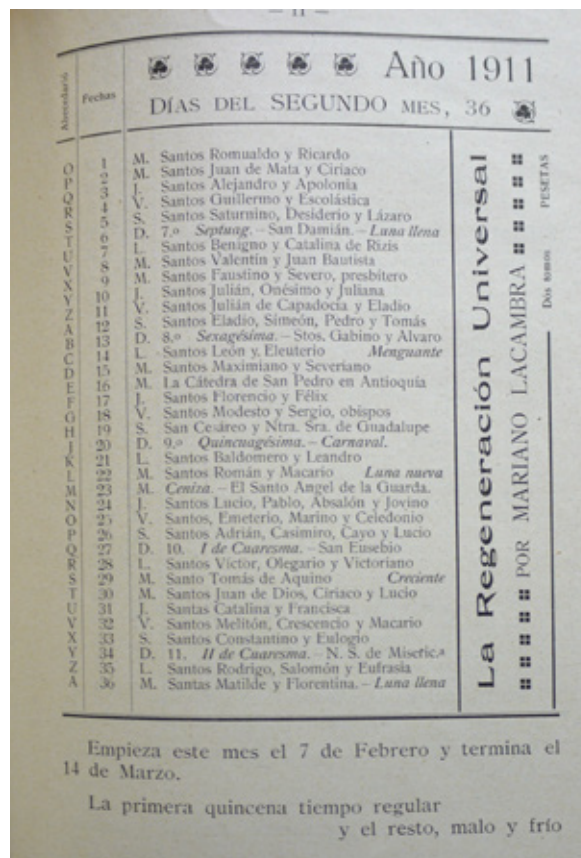 — 11 —
Año 1911
DÍAS DEL SEGUNDO MES, 36
Abecedario
Fechas
O 1 M. Santos Romualdo y Ricardo
P 2 M. Santos Juan de Mata y Ciriaco
Q 3 J. Santos Alejandro y Apolonia
R 4 V. Santos Guillermo y Escolástica
S 5 S. Santos Saturnino, Desiderio y Lázaro
T 6 D. 7.º Septuag. – San Damián. – Luna llena
U 7 L. Santos Benigno y Catalina de Rizis
V 8 M. Santos Valentín y Juan Bautista
X 9 M. Santos Faustino y Severo, presbítero
Y 10 J. Santos Julián, Onésimo y Juliana
Z 11 V. Santos Julián de Capadocia y Eladio
A 12 S. Santos Eladio, Simeón, Pedro y Tomás
B 13 D. 8.º Sexagésima. – Stos. Gabino y Alvaro
C 14 L. Santos León y Eleuterio Menguante
D 15 M. Santos Maximiano y Severiano
E 16 M. La Cátedra de San Pedro en Antioquía
F 17 J. Santos Florencio y Félix
G 18 V. Santos Modesto y Sergio, obispos
H 19 S. San Cesáreo y Ntra. Sra. de Guadalupe
J 20 D. 9.º Quincuagésima. – Carnaval.
K 21 L. Santos Baldomero y Leandro
L 22 M. Santos Román y Macario Luna nueva
M 23 M. Ceniza. – El Santo Angel de la Guarda.
N 24 J. Santos Lucio, Pablo, Absalón y Jovino
O 25 V. Santos, Emeterio, Marino y Celedonio
P 26 S. Santos Adrián, Casimiro, Cayo y Lucio
Q 27 D. 10. I de Cuaresma. – San Eusebio
R 28 L. Santos Víctor, Olegario y Victoriano
S 29 M. Santo Tomás de Aquino Creciente
T 30 M. Santos Juan de Dios, Ciriaco y Lucio
U 31 J. Santas Catalina y Francisca
V 32 V. Santos Melitón, Crescencio y Macario
X 33 S. Santos Constantino y Eulogio
Y 34 D. 11. II de Cuaresma. – N. S. de Miseric.ª
Z 35 L. Santos Rodrigo, Salomón y Eufrasia
A 36 M. Santas Matilde y Florentina. – Luna llena
La Regeneración Universal
POR MARIANO LACAMBRA
Dos tomos PESETAS
Empieza este mes el 7 de Febrero y termina el
14 de Marzo.
La primera quincena tiempo regular
y el resto, malo y frío